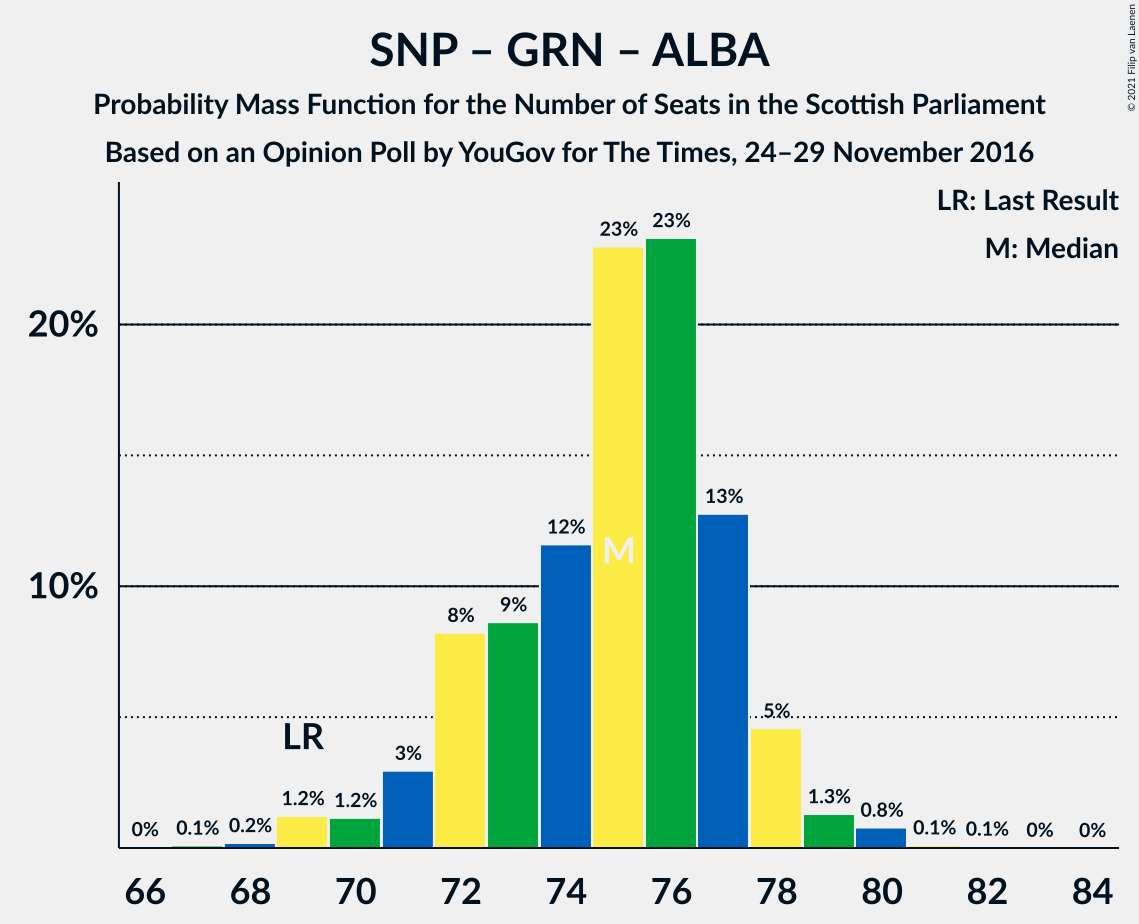 SNP – GRN – ALBA
Probability Mass Function for the Number of Seats in the Scottish Parliament
Based on an Opinion Poll by YouGov for The Times, 24–29 November 2016
© 2021 Filip van Laenen
LR: Last Result
M: Median
20%
10%
0%
0.1%
0.2%
1.2%
LR
1.2%
3%
8%
9%
12%
23%
M
23%
13%
5%
1.3%
0.8%
0.1%
0.1%
0%
0%
66 68 70 72 74 76 78 80 82 84